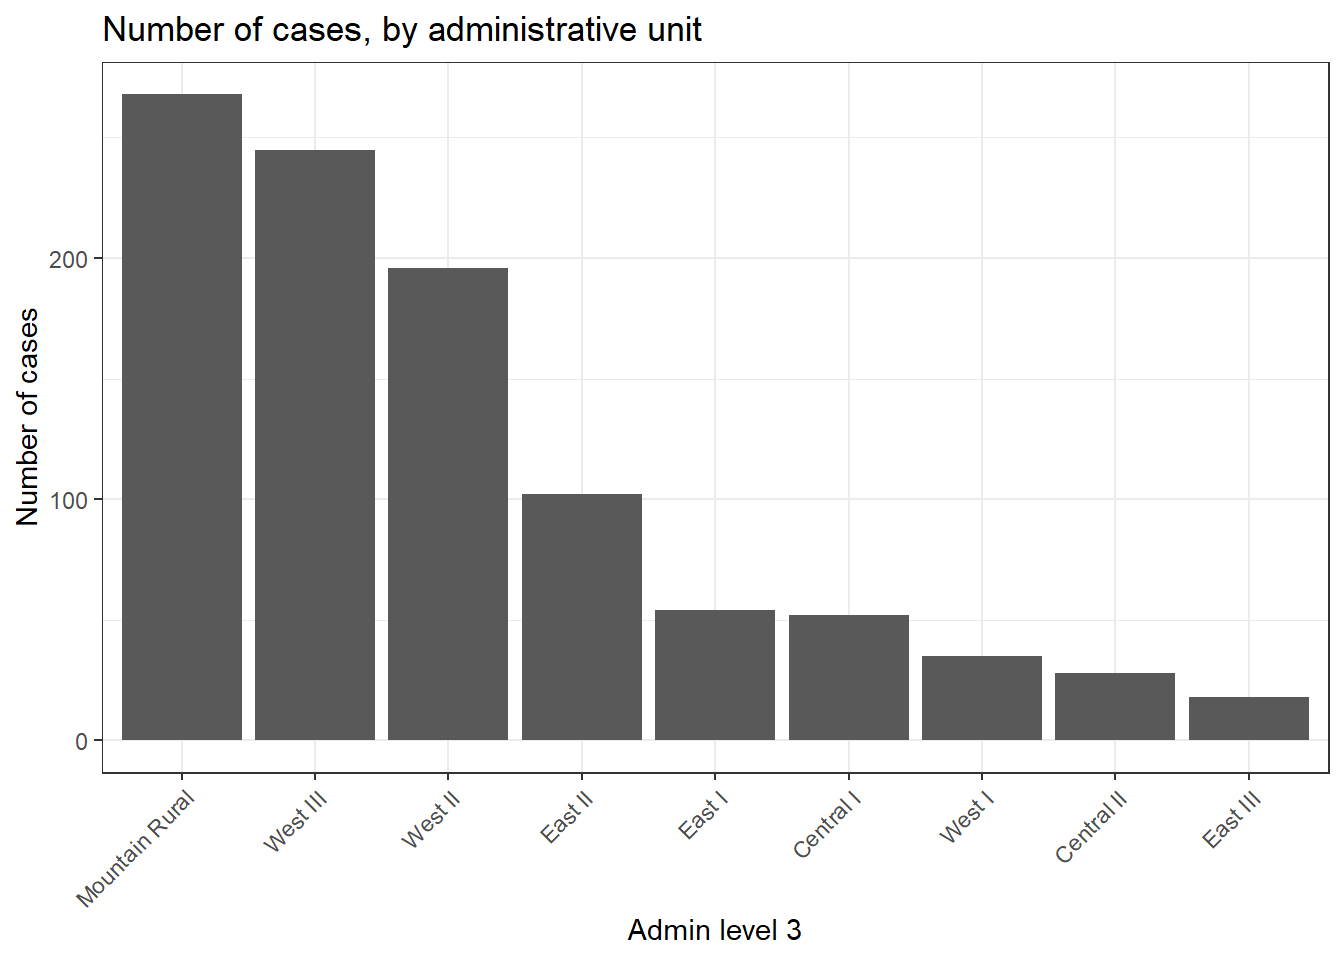 Number of cases, by administrative unit
Number of cases
200
100
0
Mountain Rural
West III
West II
East II
East I
Central I
West I
Central II
East III
Admin level 3